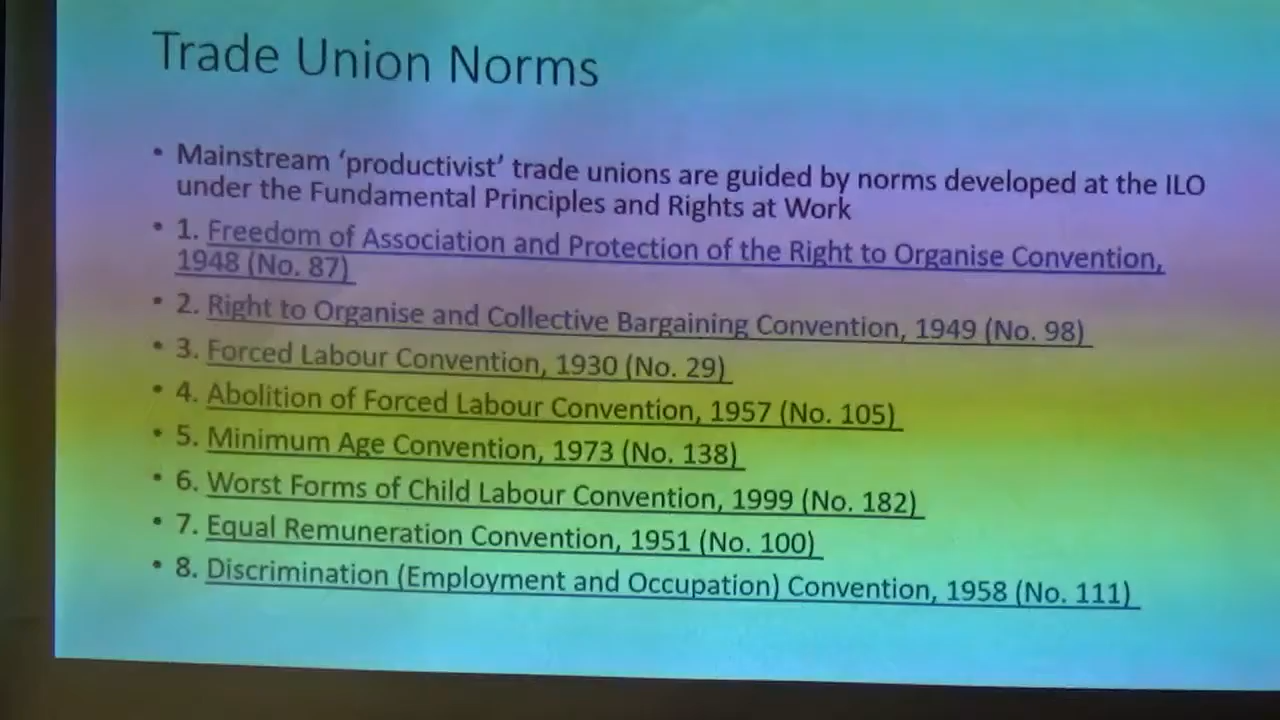 Trade Union Norms
• Mainstream ‘productivist’ trade unions are guided by norms developed at the ILO
under the Fundamental Principles and Rights at Work
• 1. Freedom of Association and Protection of the Right to Organise Convention,
1948 (No. 87)
• 2. Right to Organise and Collective Bargaining Convention, 1949 (No. 98)
• 3. Forced Labour Convention, 1930 (No. 29)
• 4. Abolition of Forced Labour Convention, 1957 (No. 105)
• 5. Minimum Age Convention, 1973 (No. 138)
• 6. Worst Forms of Child Labour Convention, 1999 (No. 182)
• 7. Equal Remuneration Convention, 1951 (No. 100)
• 8. Discrimination (Employment and Occupation) Convention, 1958 (No. 111)